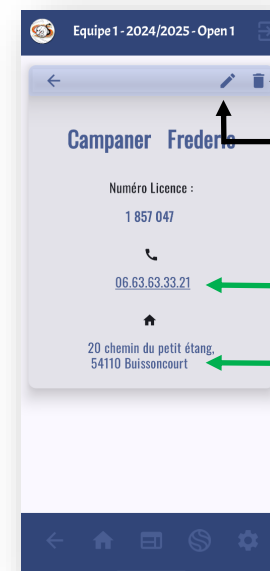 Equipe 1 - 2024/2025 - Open 1
Campaner Frederic
Numéro Licence :
1 857 047
06.63.63.33.21
20 chemin du petit étang,
54110 Buissoncourt